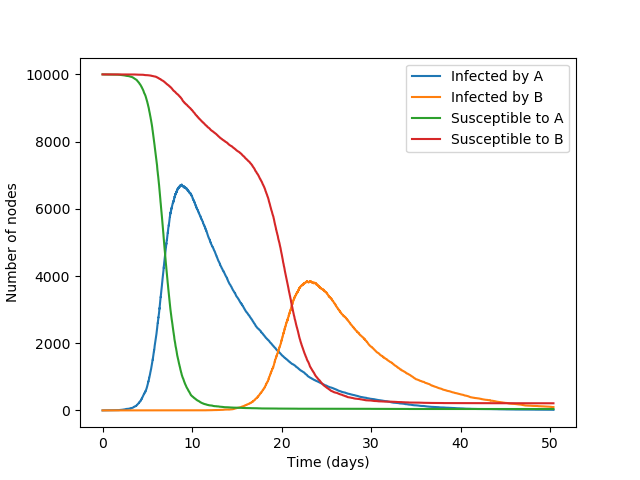 Infected by A
Infected by B
Susceptible to A
Susceptible to B
Number of nodes
10000
8000
6000
4000
2000
0
0 10 20 30 40 50
Time (days)